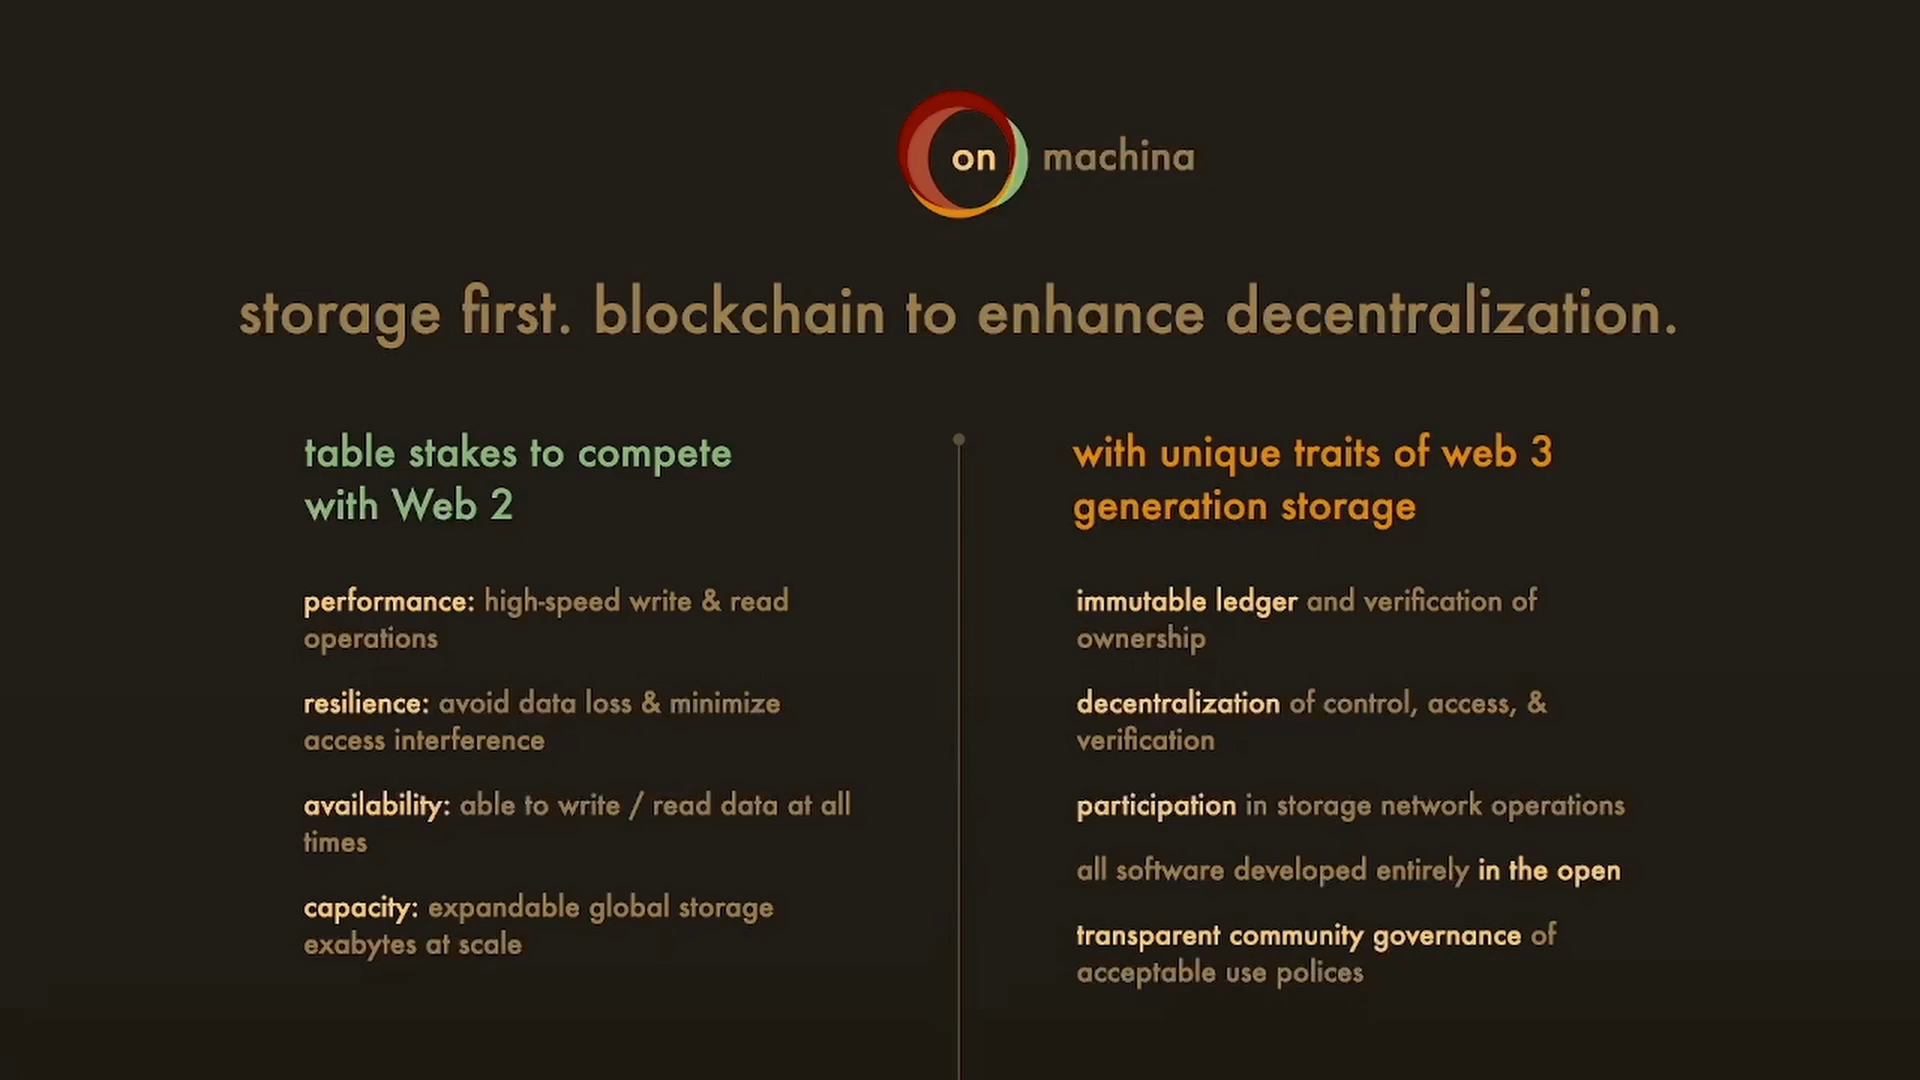 on machina
storage first. blockchain to enhance decentralization.
table stakes to compete
with Web 2
performance: high-speed write & read
operations
resilience: avoid data loss & minimize
access interference
availability: able to write / read data at all
times
capacity: expandable global storage
exabytes at scale
with unique traits of web 3
generation storage
immutable ledger and verification of
ownership
decentralization of control, access, &
verification
participation in storage network operations
all software developed entirely in the open
transparent community governance of
acceptable use polices